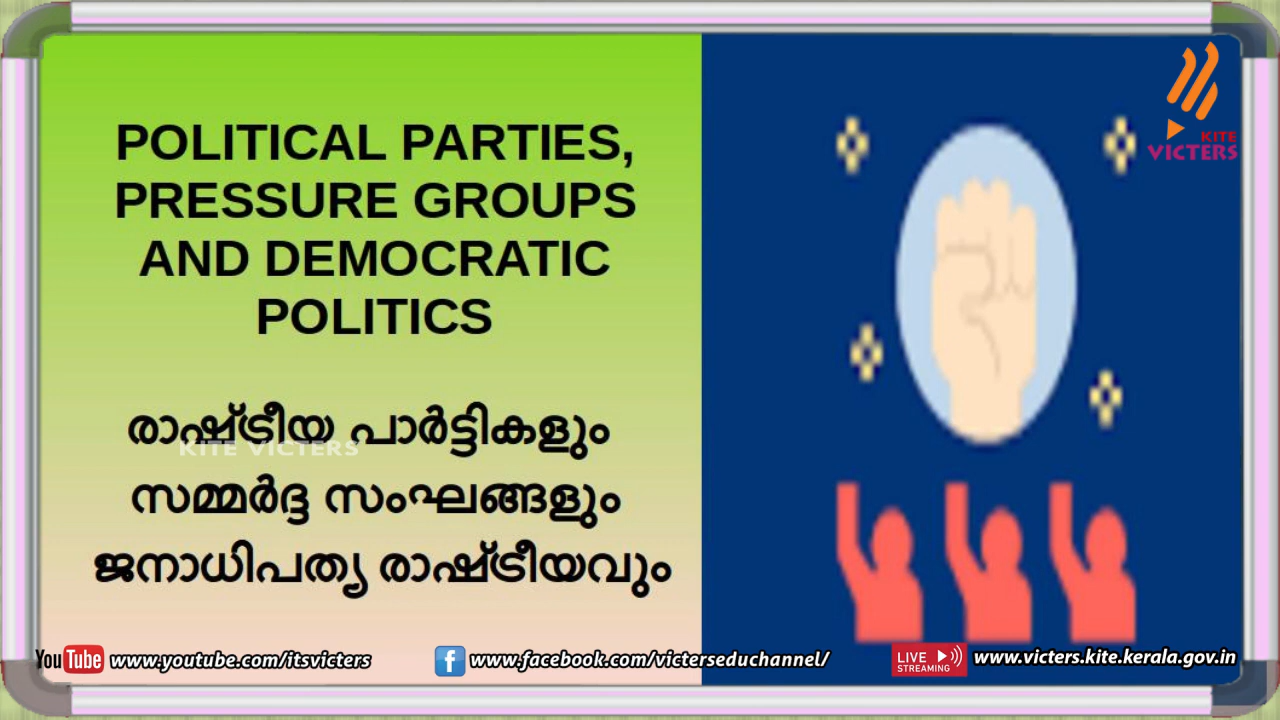 POLITICAL PARTIES,
PRESSURE GROUPS
AND DEMOCRATIC
POLITICS
രാഷ്ട്രീയ പാർട്ടികളും
സമ്മർദ്ദ സംഘങ്ങളും
ജനാധിപത്യ രാഷ്ട്രീയവും
KITE VICTERS
KITE
VICTERS
YouTube www.youtube.com/itsvicters
f www.facebook.com/victerseduchannel/
LIVE
STREAMING
www.victers.kite.kerala.gov.in